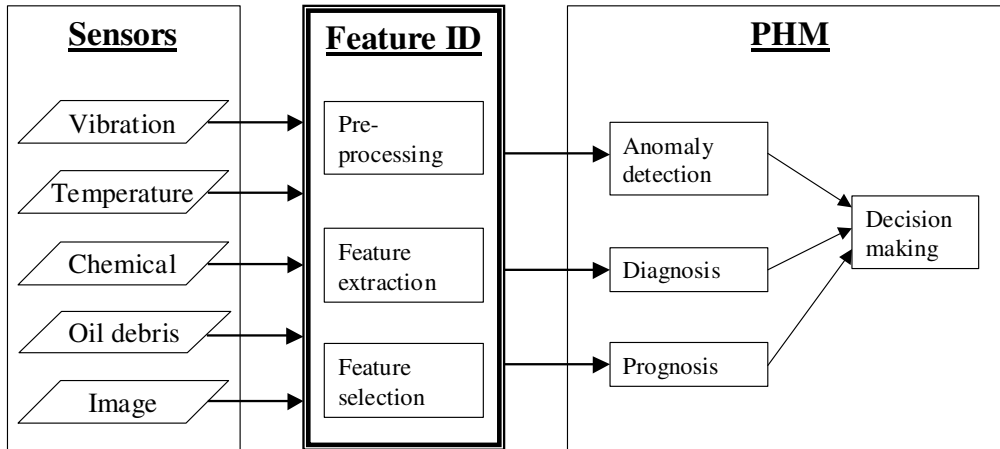 Sensors
Vibration
Temperature
Chemical
Oil debris
Image
Feature ID
Pre-
processing
Feature
extraction
Feature
selection
PHM
Anomaly
detection
Diagnosis
Prognosis
Decision
making